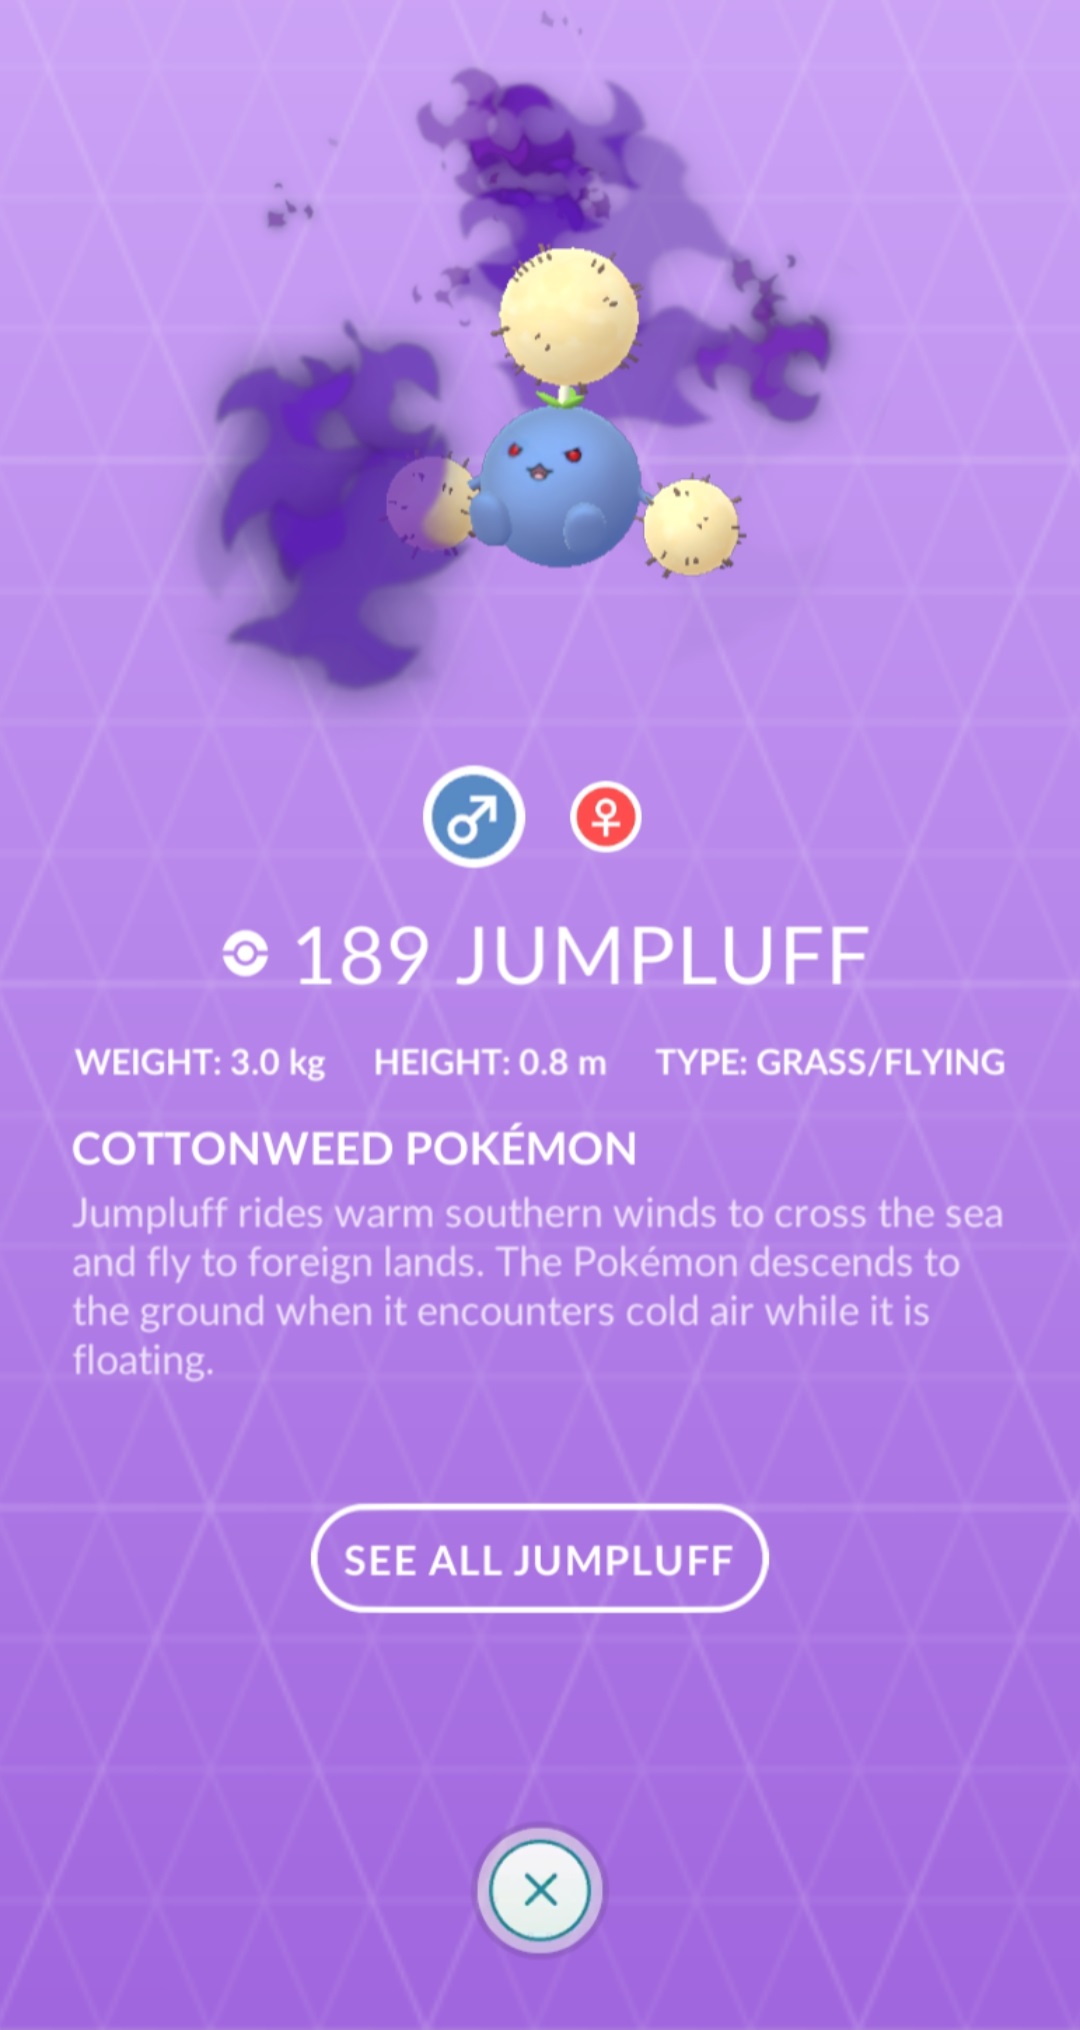 189 JUMPLUFF
WEIGHT: 3.0 kg HEIGHT: 0.8 m TYPE: GRASS/FLYING
COTTONWEED POKÉMON
Jumpluff rides warm southern winds to cross the sea
and fly to foreign lands. The Pokémon descends to
the ground when it encounters cold air while it is
floating.
SEE ALL JUMPLUFF